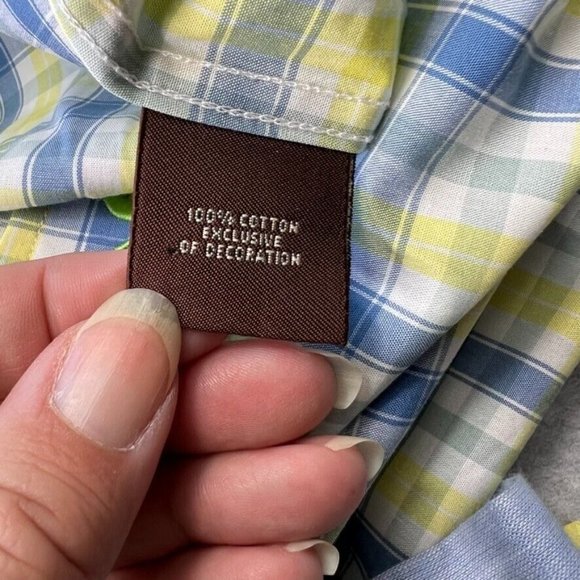 100% COTTON
EXCLUSIVE
OF DECORATION